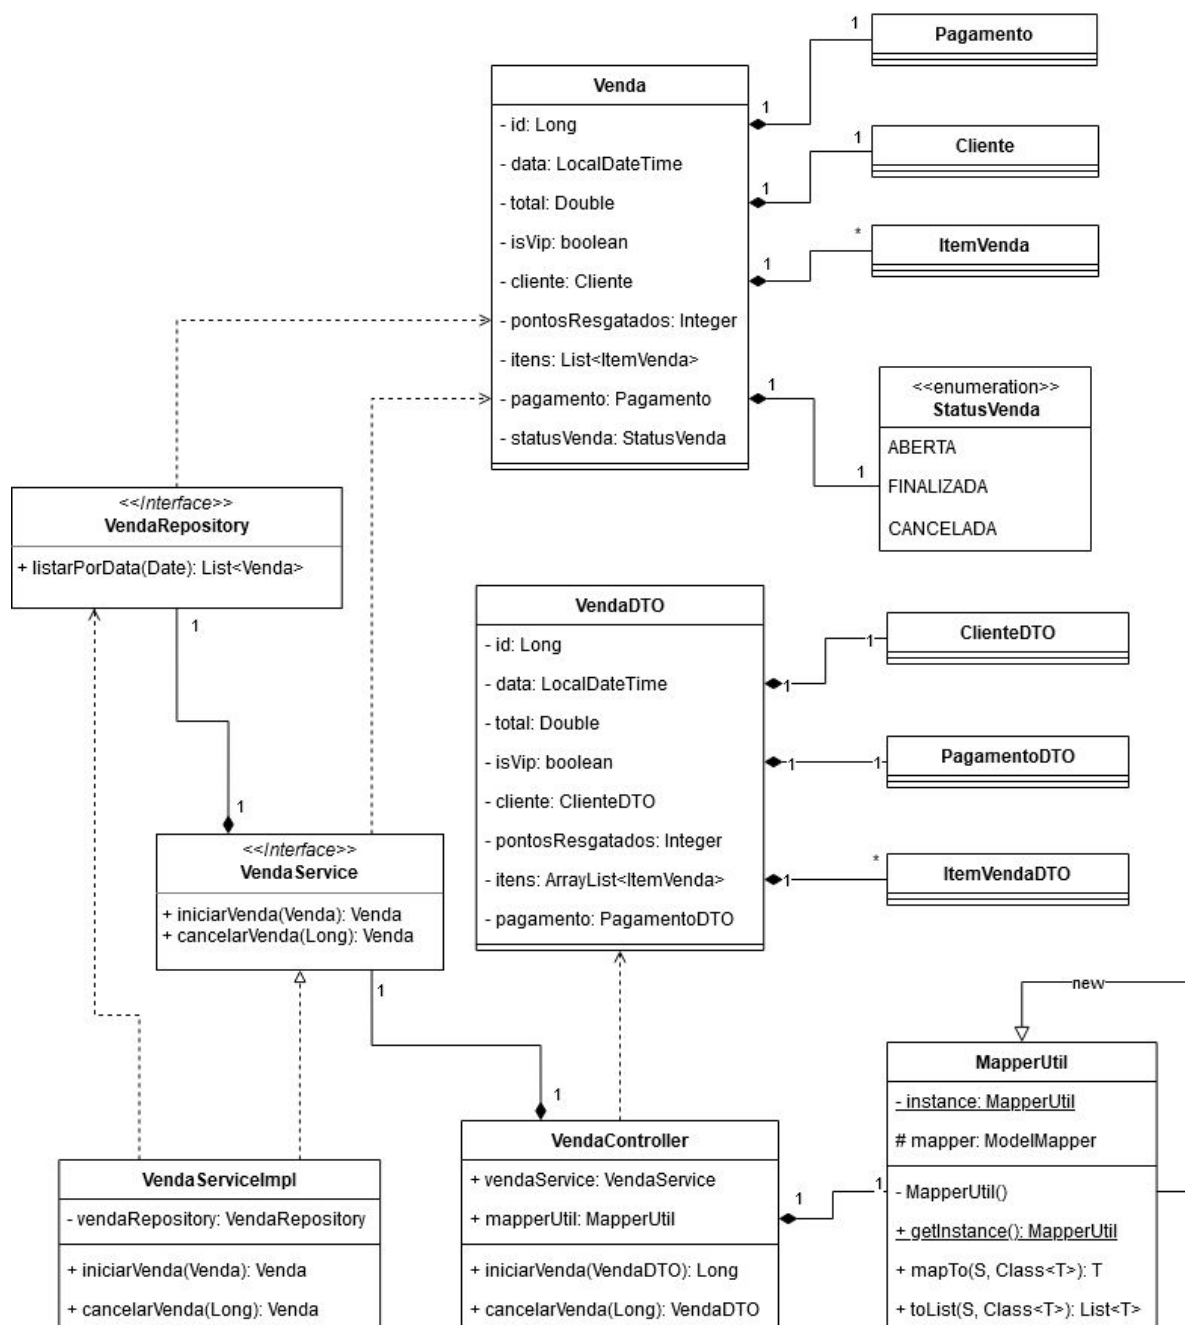 1
Pagamento
Venda
1
- id: Long
1
Cliente
- data: LocalDateTime
1
- total: Double
*
ItemVenda
- isVip: boolean
1
- cliente: Cliente
- pontosResgatados: Integer
- itens: List<ItemVenda>
1
- pagamento: Pagamento
- statusVenda: StatusVenda
<<enumeration>>
StatusVenda
ABERTA
1
FINALIZADA
CANCELADA
<<Interface>>
VendaRepository
+ listarPorData(Date): List<Venda>
1
VendaDTO
- id: Long
- data: LocalDateTime
- total: Double
- isVip: boolean
- cliente: ClienteDTO
- pontosResgatados: Integer
- itens: ArrayList<ItemVenda>
- pagamento: PagamentoDTO
1
ClienteDTO
1
1
1
PagamentoDTO
*
1
ItemVendaDTO
1
<<Interface>>
VendaService
+ iniciarVenda(Venda): Venda
+ cancelarVenda(Long): Venda
1
new
1
VendaServiceImpl
- vendaRepository: VendaRepository
+ iniciarVenda(Venda): Venda
+ cancelarVenda(Long): Venda
VendaController
+ vendaService: VendaService
+ mapperUtil: MapperUtil
+ iniciarVenda(VendaDTO): Long
+ cancelarVenda(Long): VendaDTO
1
1
MapperUtil
- instance: MapperUtil
# mapper: ModelMapper
- MapperUtil()
+ getInstance(): MapperUtil
+ mapTo(S, Class<T>): T
+ toList(S, Class<T>): List<T>